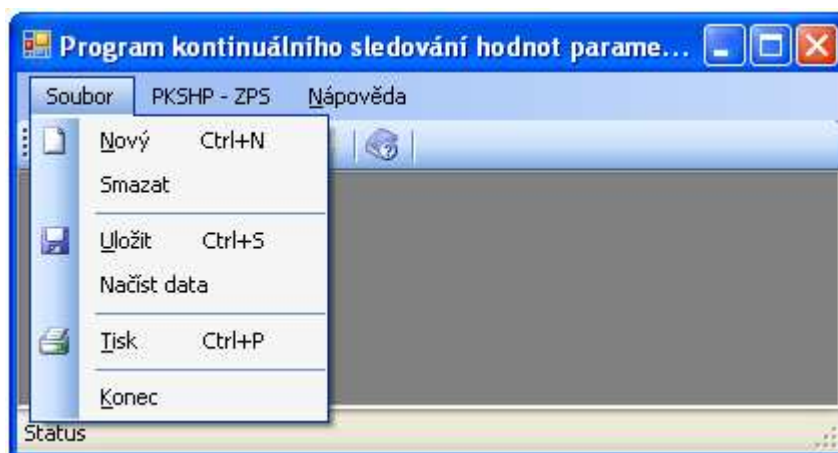 Program kontinuálního sledování hodnot parame...
Soubor PKSHP - ZPS Nápověda
Nový Ctrl+N
Smazat
Uložit Ctrl+S
Načíst data
Tisk Ctrl+P
Konec
Status